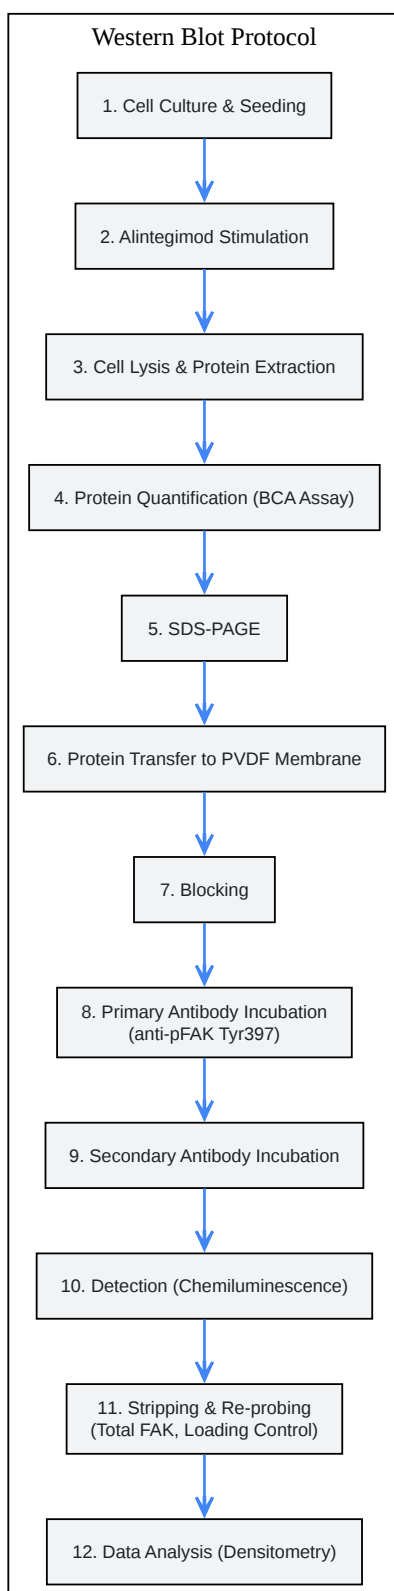 Western Blot Protocol
1. Cell Culture & Seeding
2. Alintegimod Stimulation
3. Cell Lysis & Protein Extraction
4. Protein Quantification (BCA Assay)
5. SDS-PAGE
6. Protein Transfer to PVDF Membrane
7. Blocking
8. Primary Antibody Incubation
(anti-pFAK Tyr397)
9. Secondary Antibody Incubation
10. Detection (Chemiluminescence)
11. Stripping & Re-probing
(Total FAK, Loading Control)
12. Data Analysis (Densitometry)